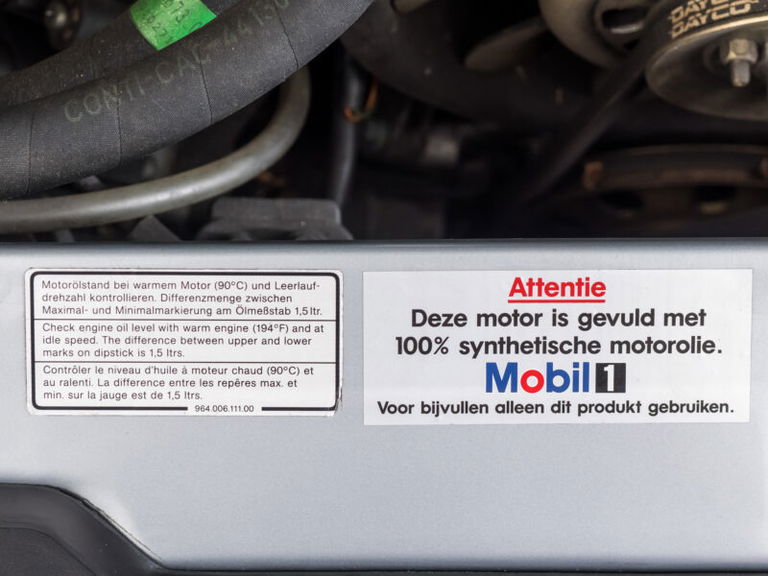 CONTI-CAC-44130
DAYCO
DAYCO
Motorölstand bei warmem Motor (90°C) und Leerlauf-
drehzahl kontrollieren. Differenzmenge zwischen
Maximal- und Minimalmarkierung am Ölmeßstab 1,5 ltr.
Check engine oil level with warm engine (194°F) and at
idle speed. The difference between upper and lower
marks on dipstick is 1,5 ltrs.
Contrôler le niveau d'huile à moteur chaud (90°C) et
au ralenti. La difference entre les repêres max. et
min. sur la jauge est de 1,5 ltrs.
964.006.111.00
Attentie
Deze motor is gevuld met
100% synthetische motorolie.
Mobil 1
Voor bijvullen alleen dit produkt gebruiken.